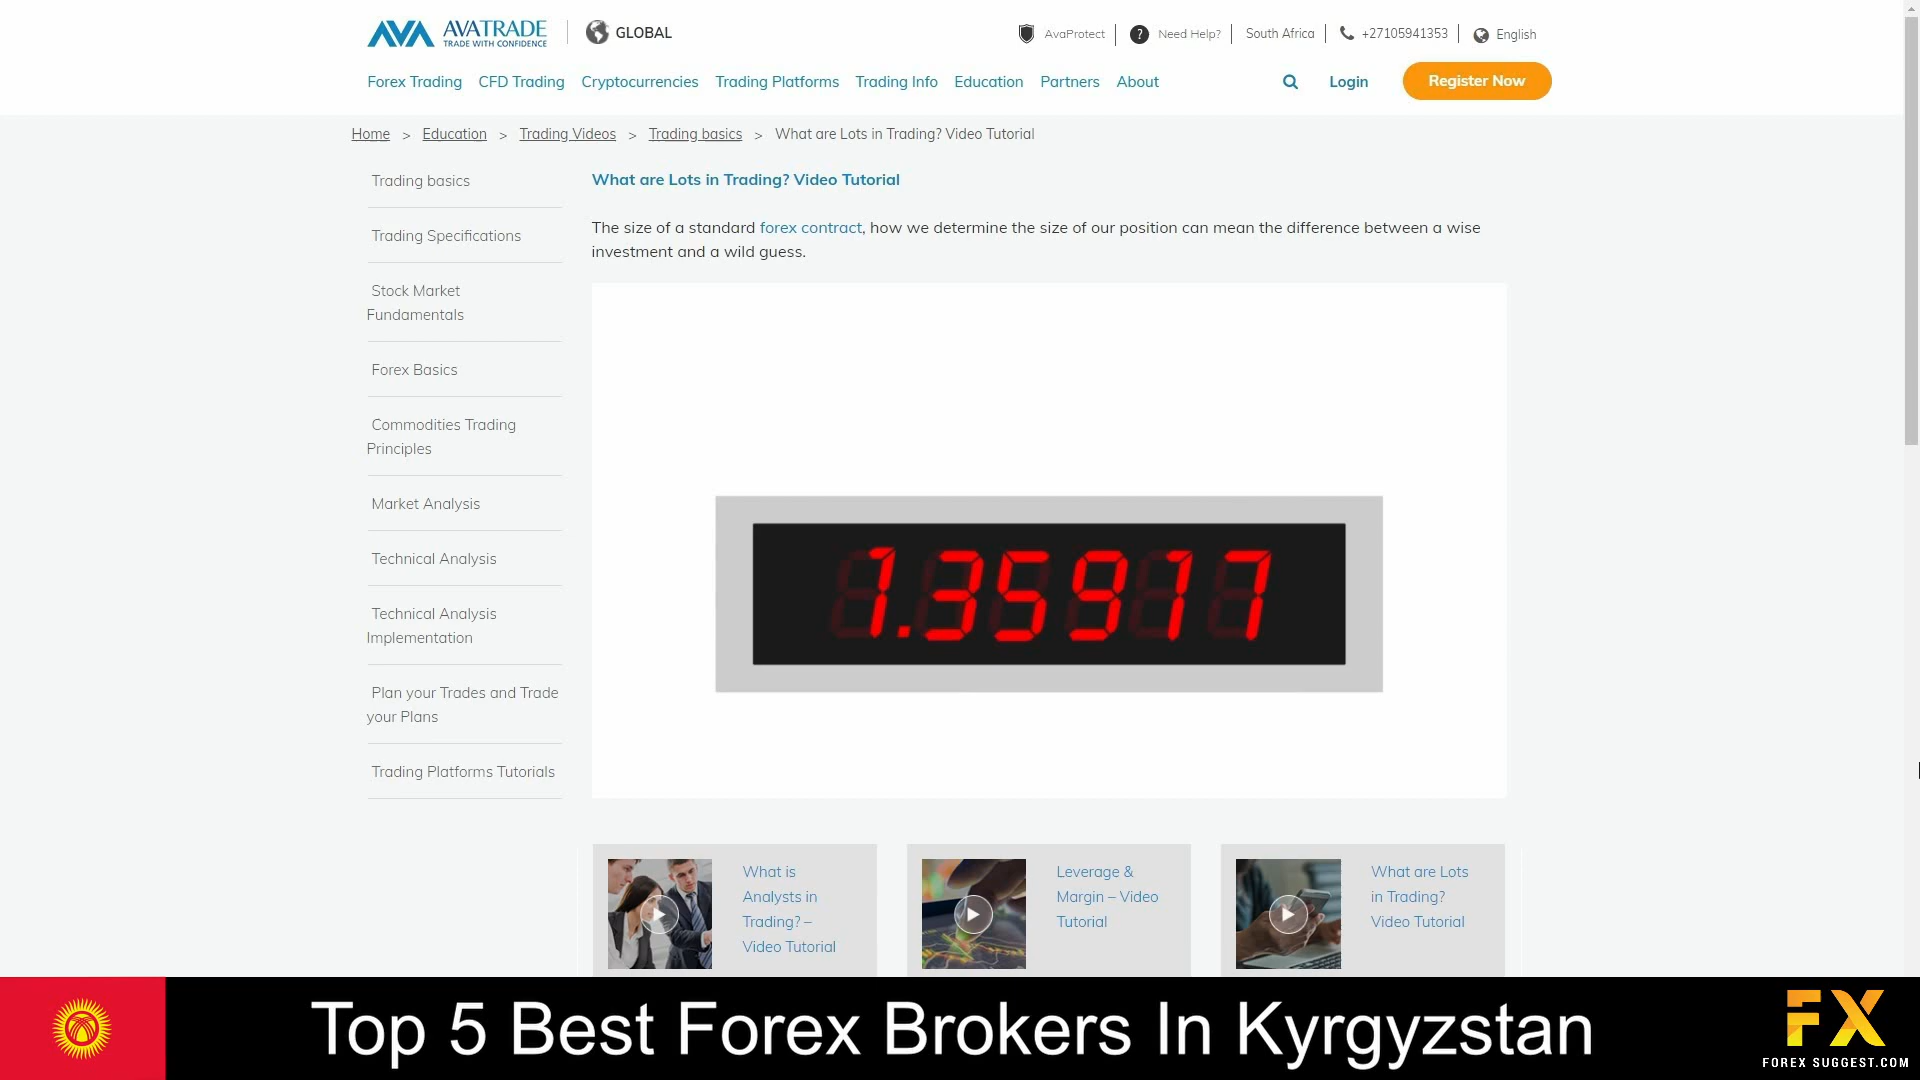 AVA AVATRADE
TRADE WITH CONFIDENCE
GLOBAL
AvaProtect
? Need Help?
South Africa
+27105941353
English
Forex Trading CFD Trading Cryptocurrencies Trading Platforms Trading Info Education Partners About
Login
Register Now
Home > Education > Trading Videos > Trading basics > What are Lots in Trading? Video Tutorial
Trading basics
Trading Specifications
Stock Market
Fundamentals
Forex Basics
Commodities Trading
Principles
Market Analysis
Technical Analysis
Technical Analysis
Implementation
Plan your Trades and Trade
your Plans
Trading Platforms Tutorials
What are Lots in Trading? Video Tutorial
The size of a standard forex contract, how we determine the size of our position can mean the difference between a wise
investment and a wild guess.
1.35917
What is
Analysts in
Trading? –
Video Tutorial
Leverage &
Margin – Video
Tutorial
What are Lots
in Trading?
Video Tutorial
Top 5 Best Forex Brokers In Kyrgyzstan
FX
FOREX SUGGEST.COM